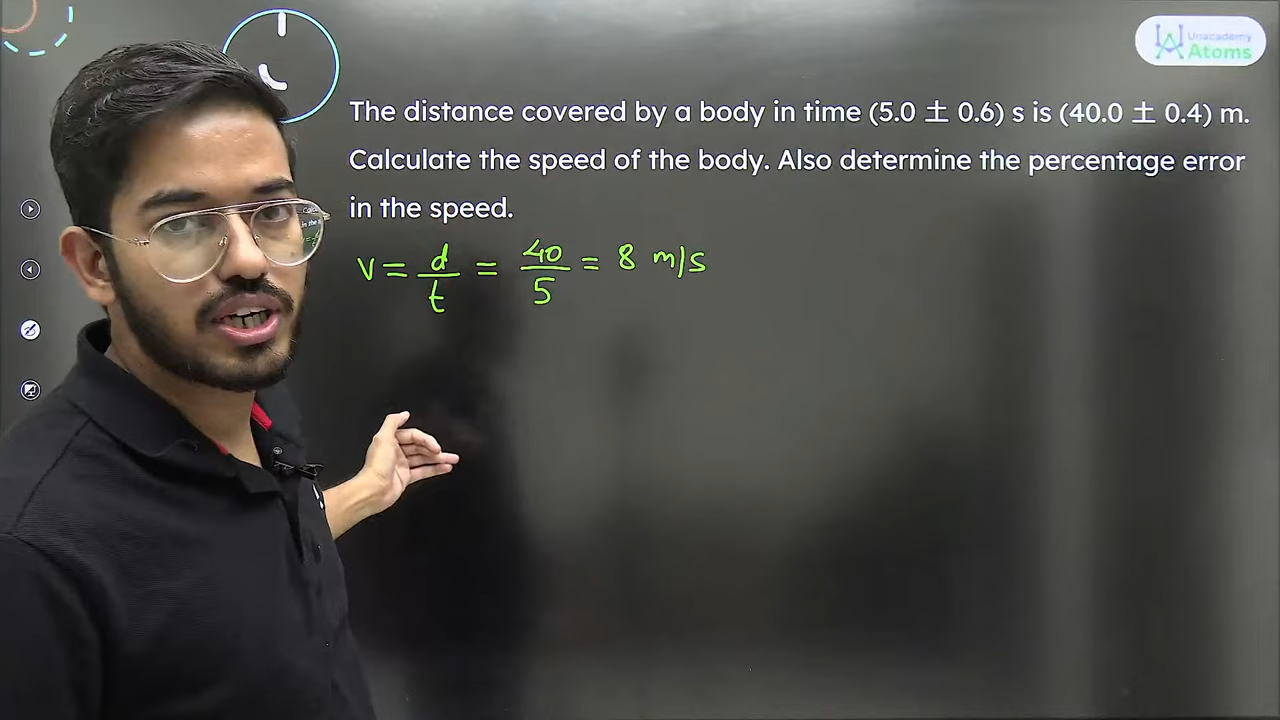 Unacademy
Atoms
The distance covered by a body in time (5.0 ± 0.6) s is (40.0 ± 0.4) m.
Calculate the speed of the body. Also determine the percentage error
in the speed.
v = d/t = 40/5 = 8 m/s